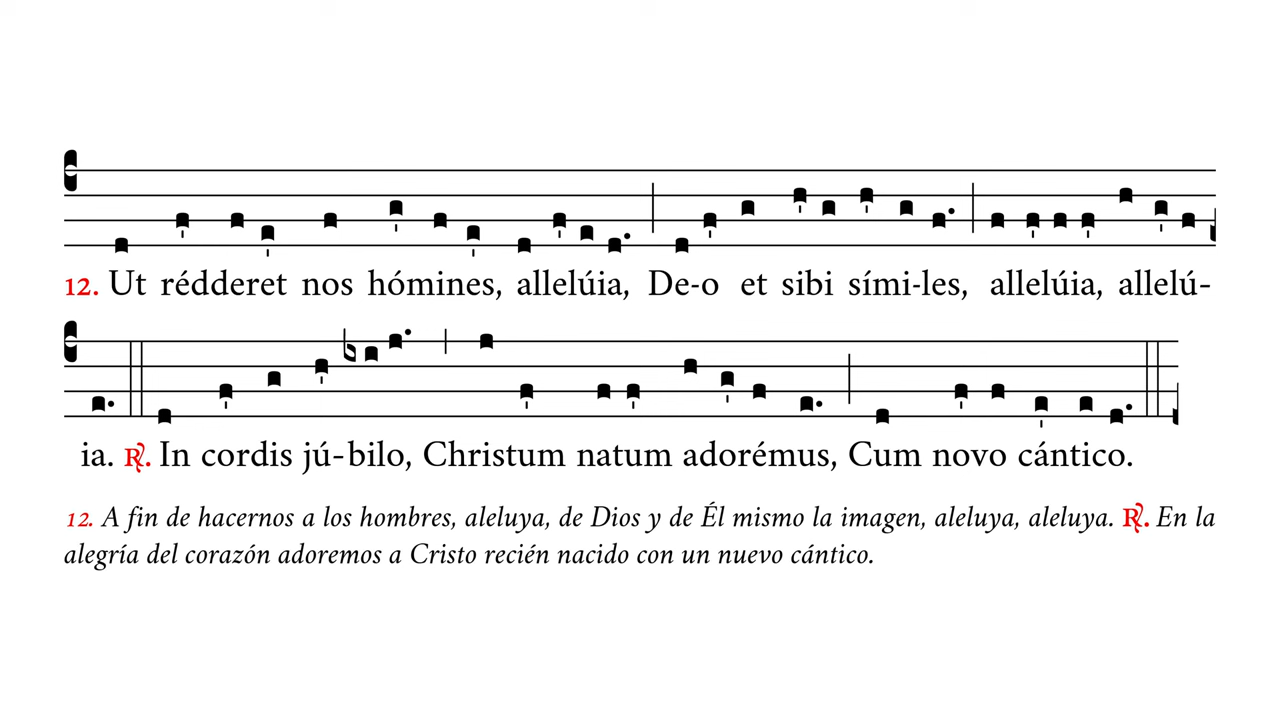 12. Ut rédderet nos hómines, allelúia, De-o et sibi sími-les, allelúia, allelú-
ia. ℟. In cordis jú-bilo, Christum natum adorémus, Cum novo cántico.
12. A fin de hacernos a los hombres, aleluya, de Dios y de Él mismo la imagen, aleluya, aleluya. ℟. En la
alegría del corazón adoremos a Cristo recién nacido con un nuevo cántico.